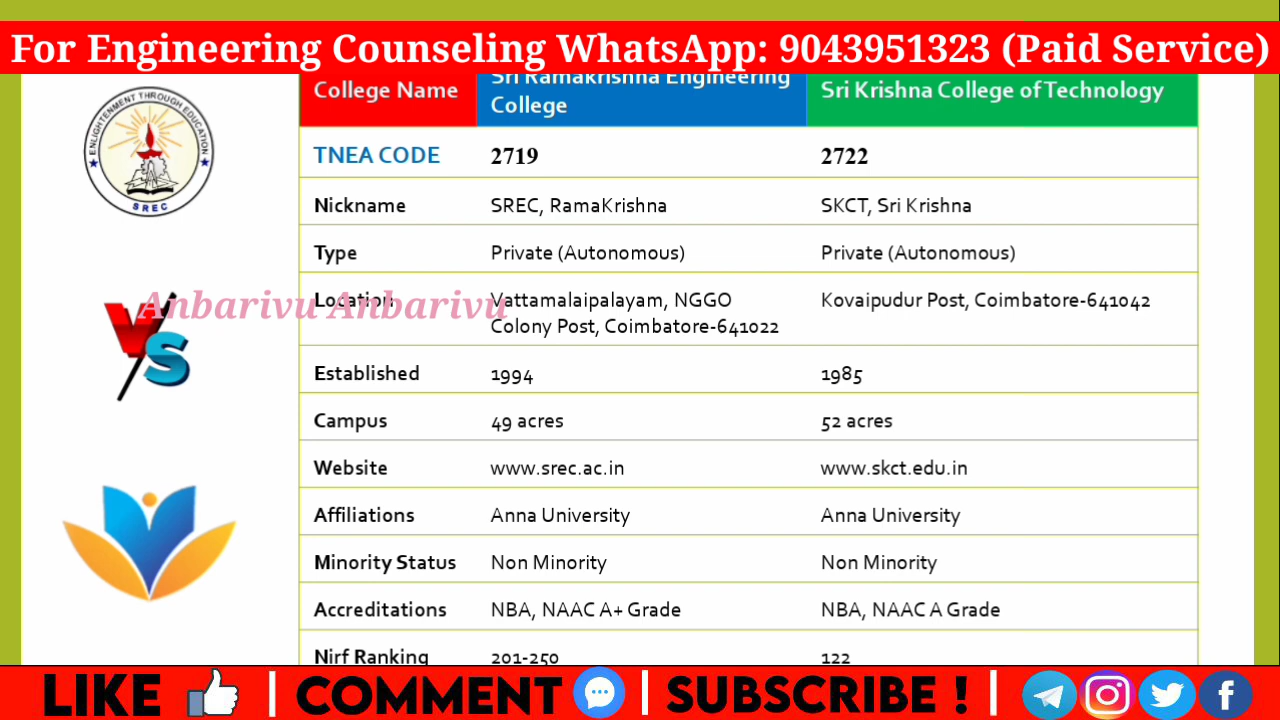 For Engineering Counseling WhatsApp: 9043951323 (Paid Service)
College Name
Sri Ramakrishna Engineering
College
Sri Krishna College of Technology
ENLIGHTENMENT THROUGH EDUCATION
SREC
TNEA CODE 2719 2722
Nickname SREC, RamaKrishna SKCT, Sri Krishna
Type Private (Autonomous) Private (Autonomous)
Location Vattamalaipalayam, NGGO Kovaipudur Post, Coimbatore-641042
Colony Post, Coimbatore-641022
Anbarivu Anbarivu
VS
Established 1994 1985
Campus 49 acres 52 acres
Website www.srec.ac.in www.skct.edu.in
Affiliations Anna University Anna University
Minority Status Non Minority Non Minority
Accreditations NBA, NAAC A+ Grade NBA, NAAC A Grade
Nirf Ranking 201-250 122
LIKE | COMMENT | SUBSCRIBE ! |